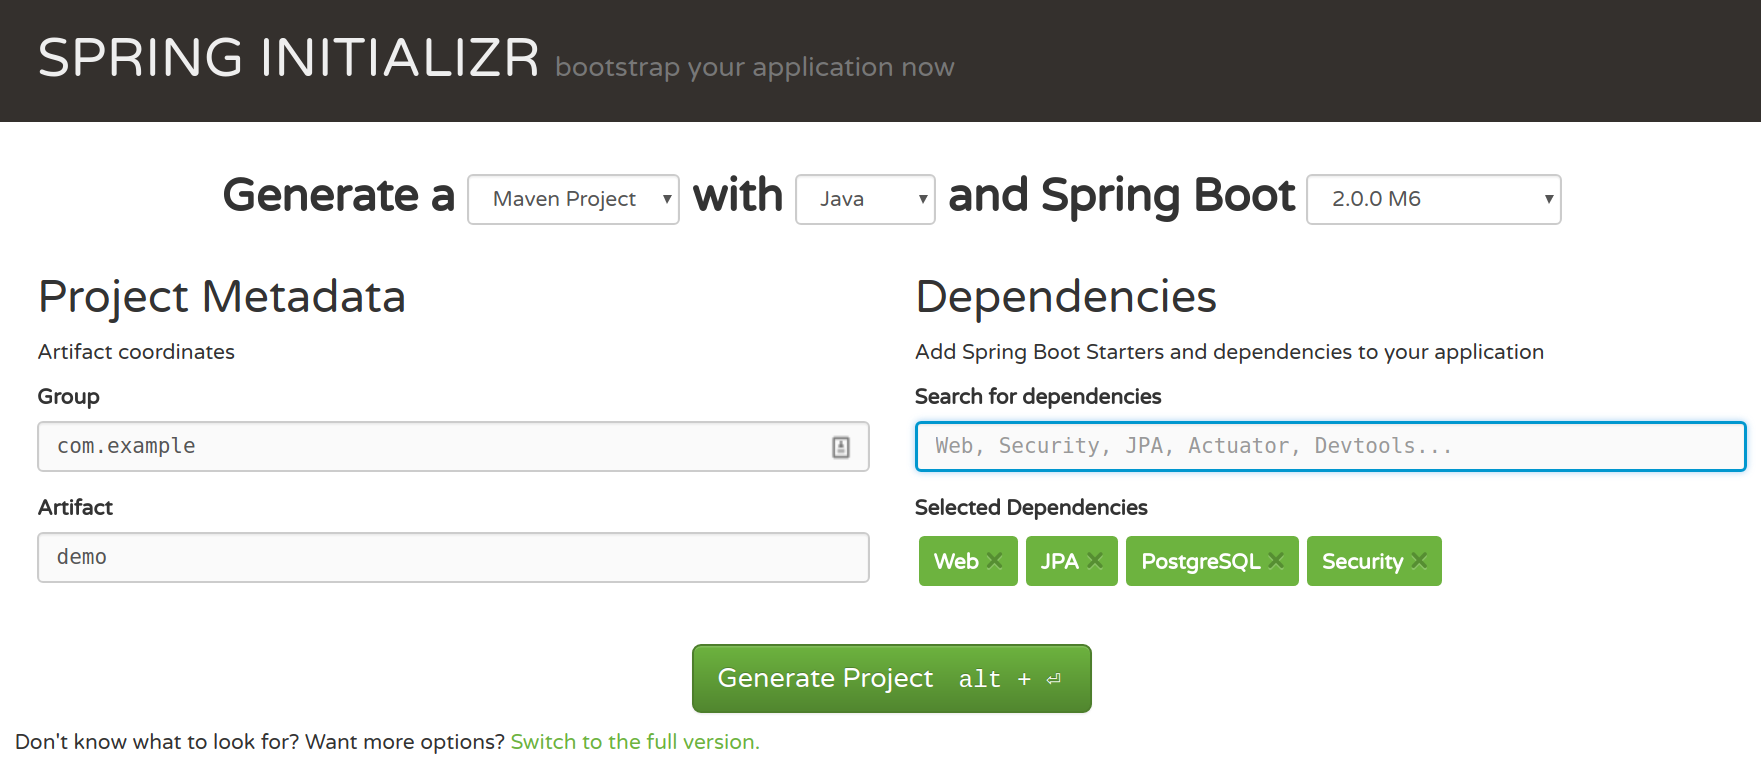 SPRING INITIALIZR bootstrap your application now
Generate a Maven Project with Java and Spring Boot 2.0.0 M6
Project Metadata
Artifact coordinates
Group
com.example
Artifact
demo
Dependencies
Add Spring Boot Starters and dependencies to your application
Search for dependencies
Web, Security, JPA, Actuator, Devtools...
Selected Dependencies
Web JPA PostgreSQL Security
Generate Project alt + ⏎
Don't know what to look for? Want more options? Switch to the full version.